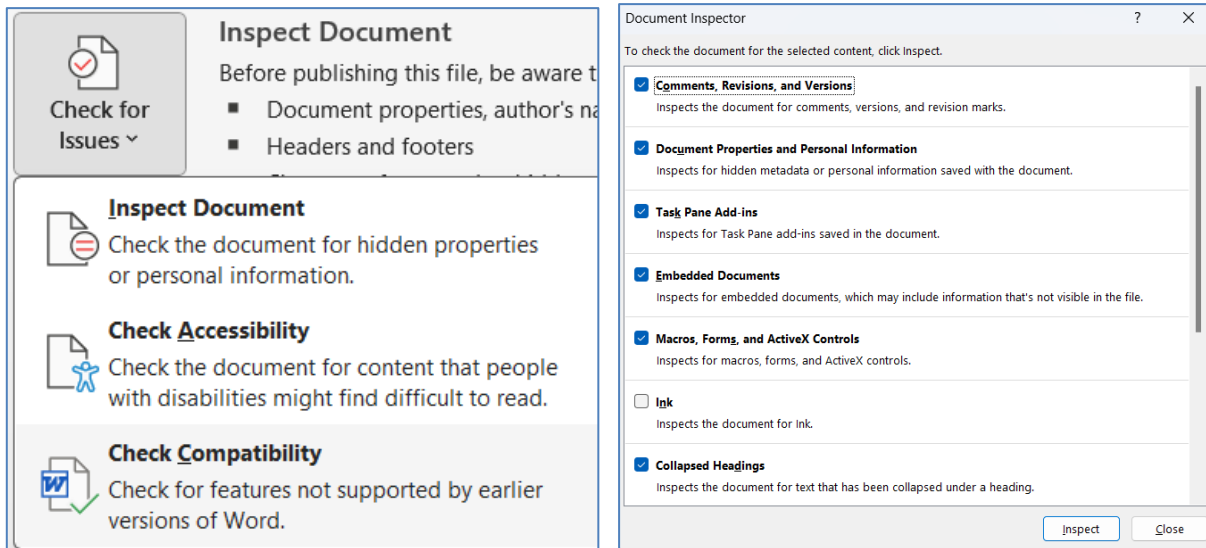 Check for
Issues
Inspect Document
Before publishing this file, be aware t
Document properties, author's na
Headers and footers
Inspect Document
Check the document for hidden properties
or personal information.
Check Accessibility
Check the document for content that people
with disabilities might find difficult to read.
Check Compatibility
Check for features not supported by earlier
versions of Word.
Document Inspector
To check the document for the selected content, click Inspect.
Comments, Revisions, and Versions
Inspects the document for comments, versions, and revision marks.
Document Properties and Personal Information
Inspects for hidden metadata or personal information saved with the document.
Task Pane Add-ins
Inspects for Task Pane add-ins saved in the document.
Embedded Documents
Inspects for embedded documents, which may include information that's not visible in the file.
Macros, Forms, and ActiveX Controls
Inspects for macros, forms, and ActiveX controls.
Ink
Inspects the document for Ink.
Collapsed Headings
Inspects the document for text that has been collapsed under a heading.
Inspect
Close